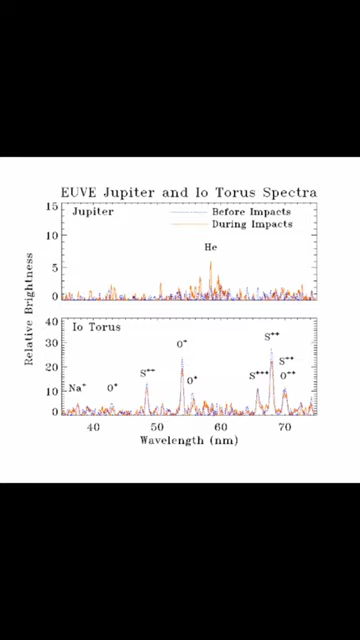 EUVE Jupiter and Io Torus Spectra
15
10
5
0
Jupiter
Before Impacts
During Impacts
He
Relative Brightness
40
30
20
10
0
Io Torus
Na⁺
O⁺
S⁺⁺
O⁺
O⁺
S⁺⁺⁺
S⁺⁺
S⁺⁺
O⁺⁺
40 50 60 70
Wavelength (nm)